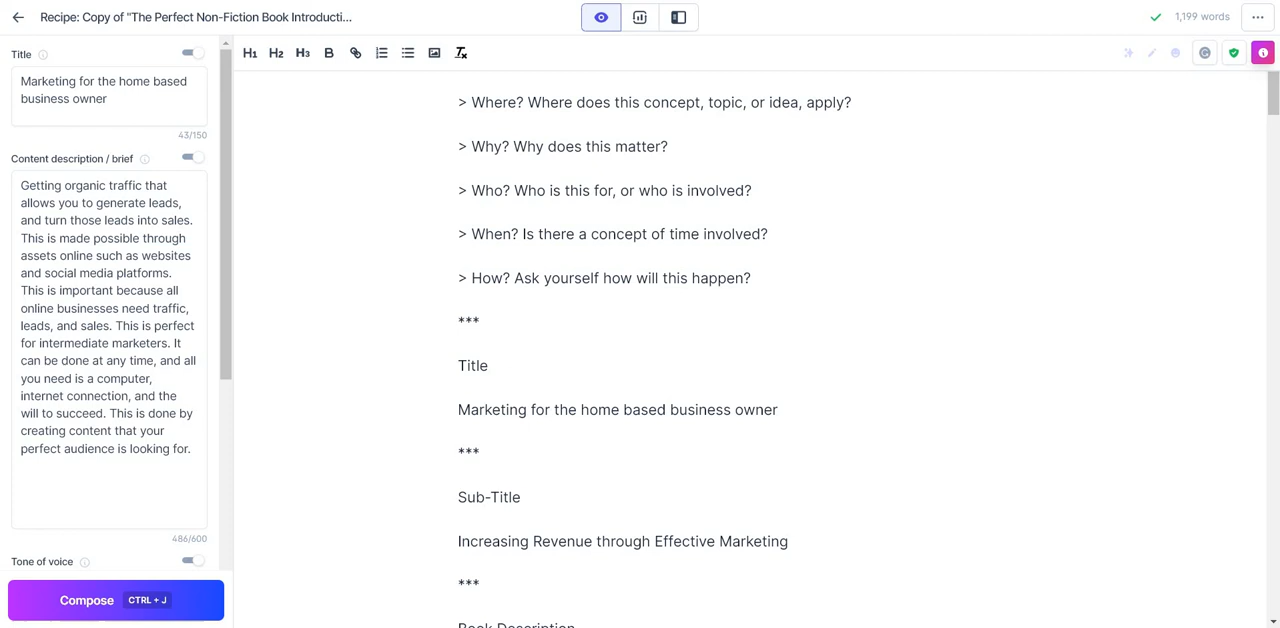 Recipe: Copy of "The Perfect Non-Fiction Book Introducti...
1,199 words
Title
Marketing for the home based
business owner
43/150
Content description / brief
Getting organic traffic that
allows you to generate leads,
and turn those leads into sales.
This is made possible through
assets online such as websites
and social media platforms.
This is important because all
online businesses need traffic,
leads, and sales. This is perfect
for intermediate marketers. It
can be done at any time, and all
you need is a computer,
internet connection, and the
will to succeed. This is done by
creating content that your
perfect audience is looking for.
486/600
Tone of voice
Compose CTRL + J
H1 H2 H3 B Tx
> Where? Where does this concept, topic, or idea, apply?
> Why? Why does this matter?
> Who? Who is this for, or who is involved?
> When? Is there a concept of time involved?
> How? Ask yourself how will this happen?
***
Title
Marketing for the home based business owner
***
Sub-Title
Increasing Revenue through Effective Marketing
***
Book Description